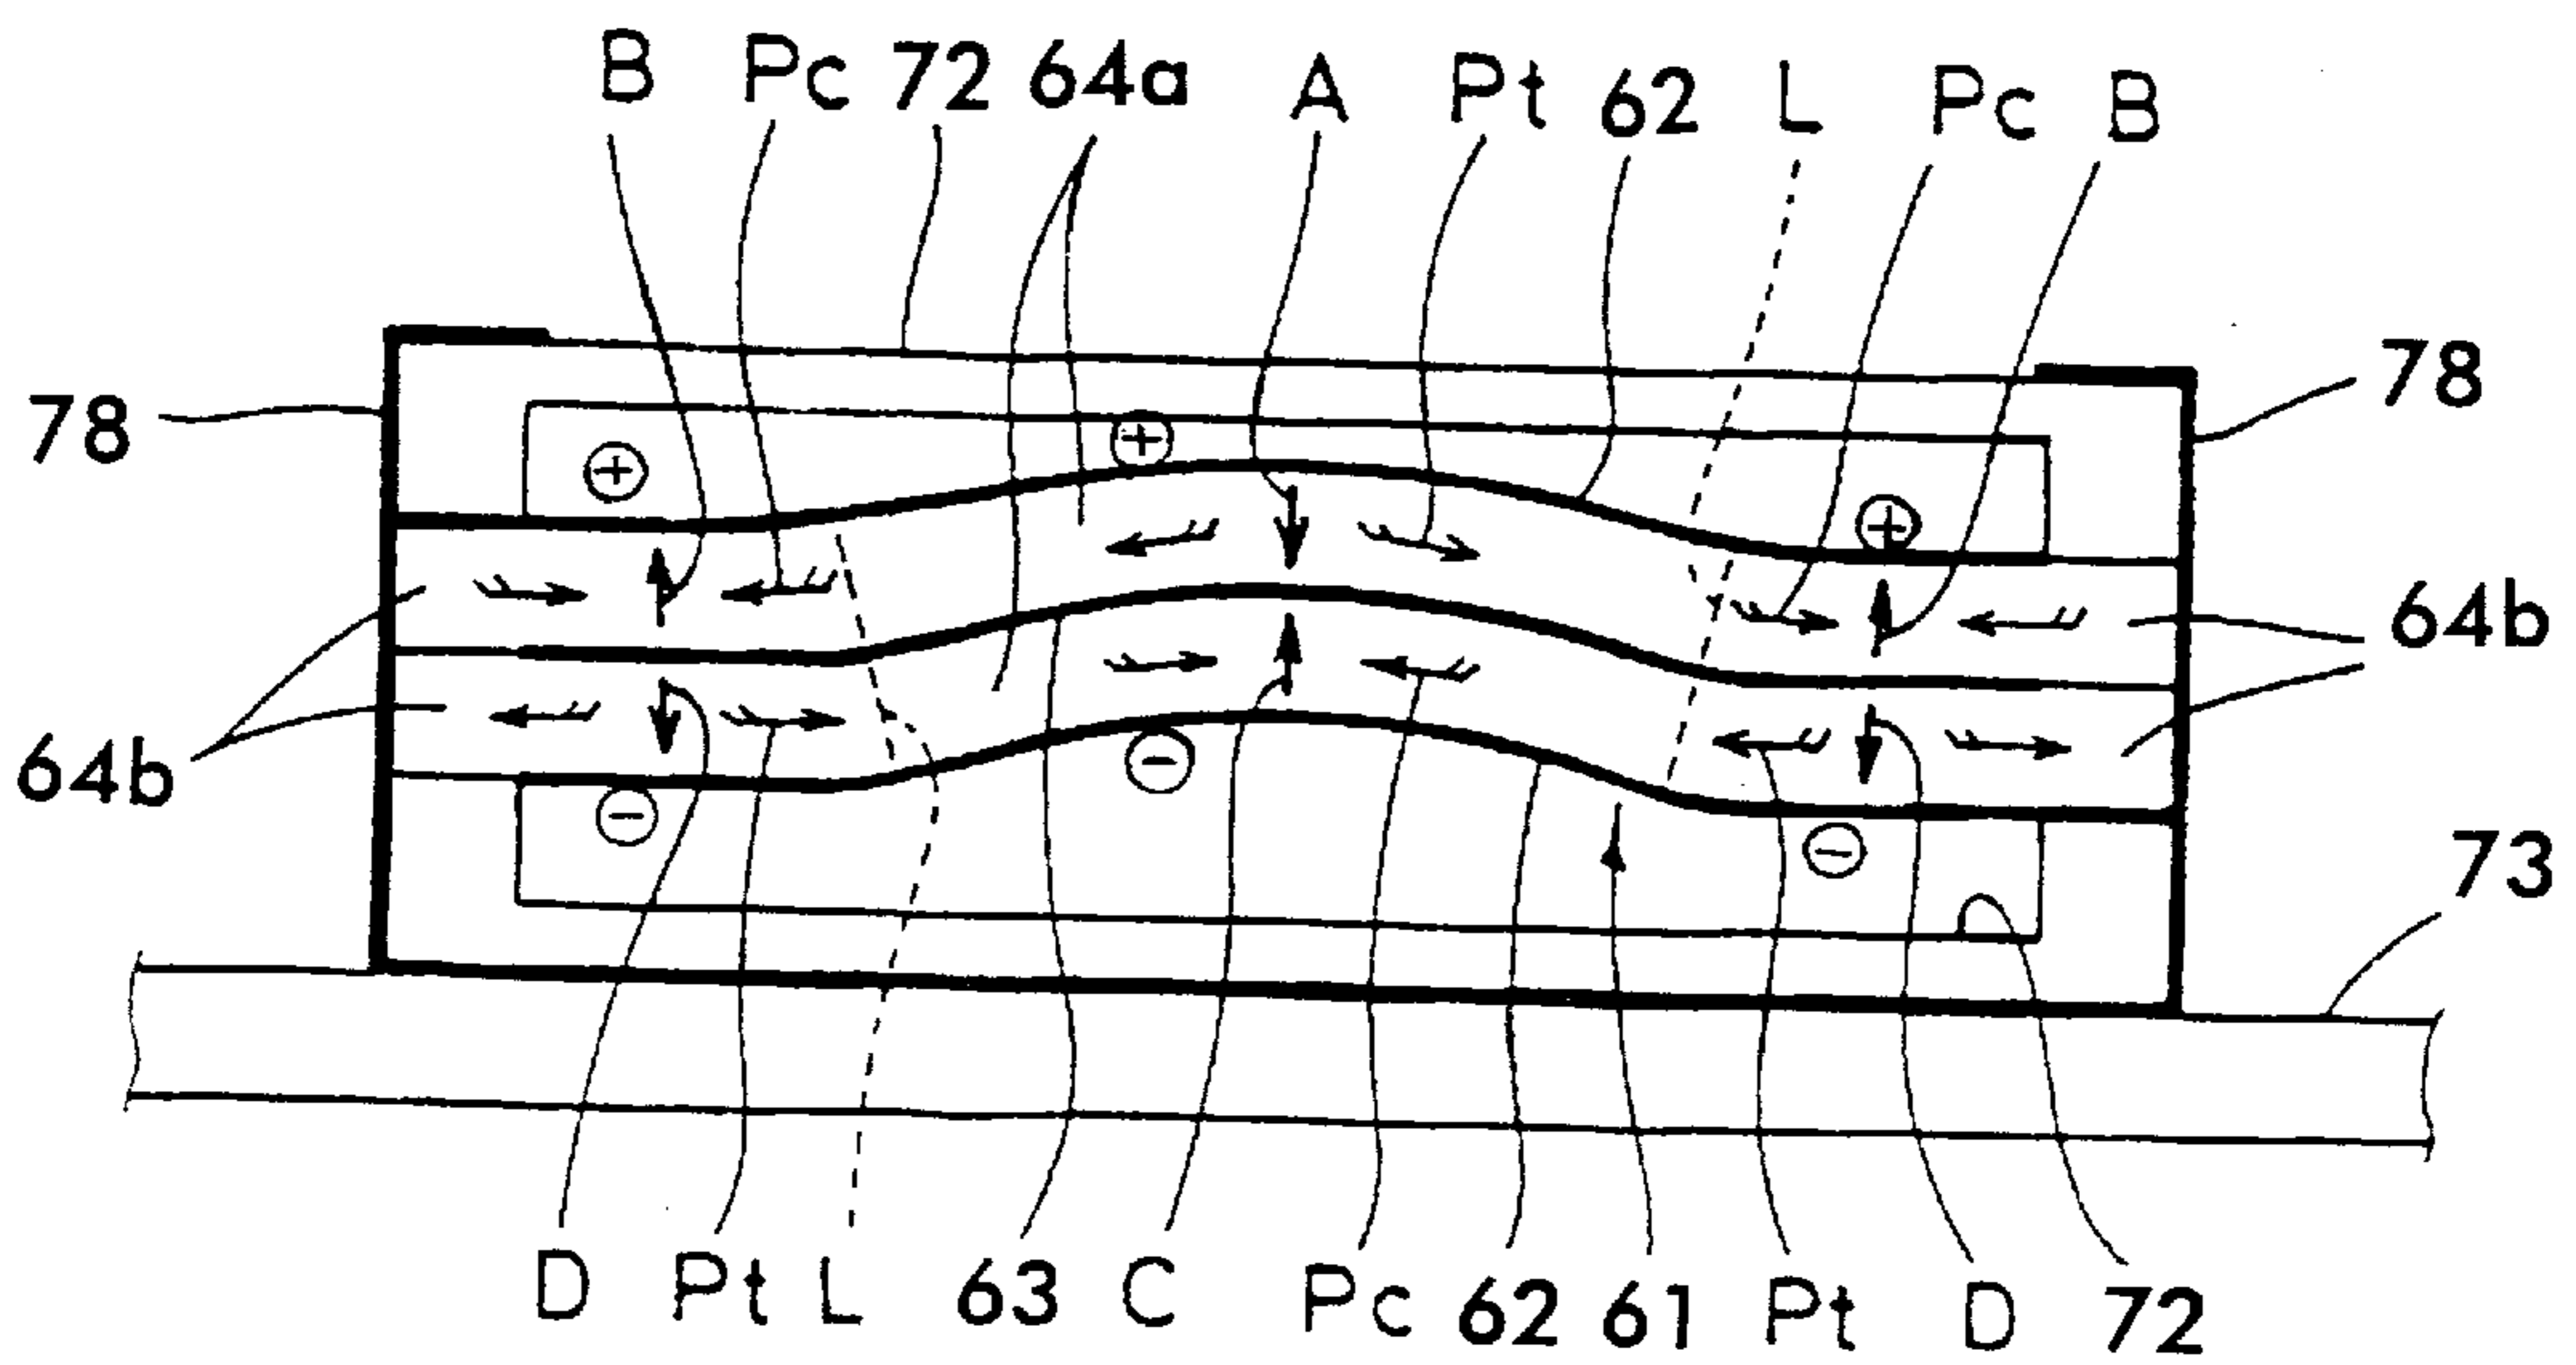 B Pc 72 64a A Pt 62 L Pc B
78 78
+ +
+
64b
64b
− −
−
73
D Pt L 63 C Pc 62 61 Pt D 72